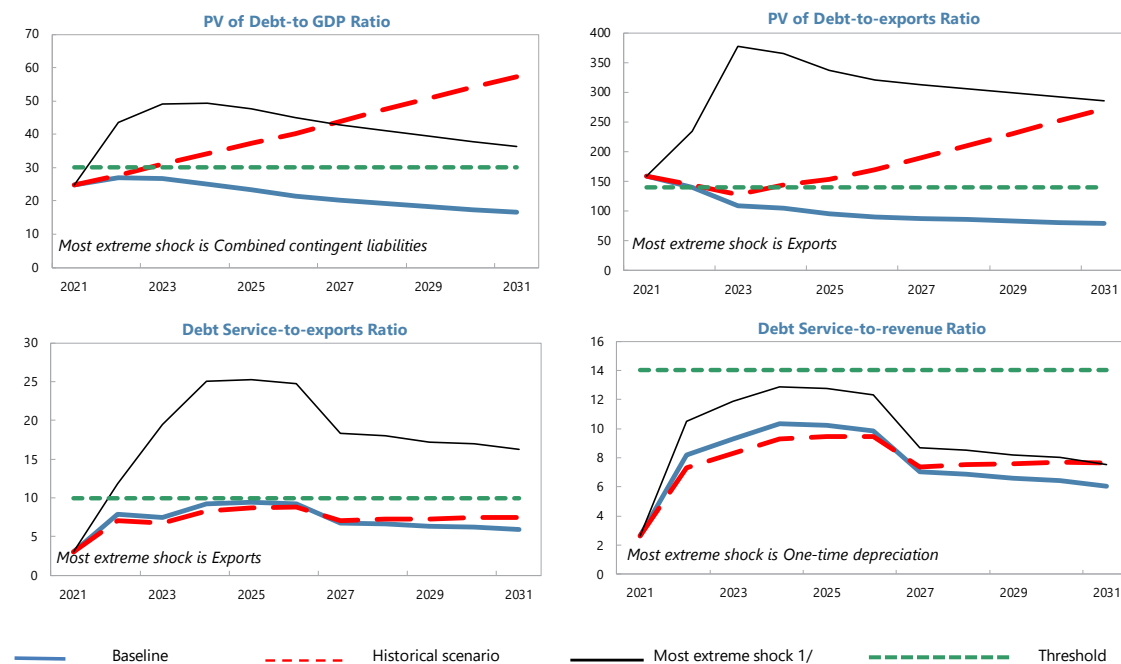 PV of Debt-to GDP Ratio
70
60
50
40
30
20
10
0
Most extreme shock is Combined contingent liabilities
2021 2023 2025 2027 2029 2031
PV of Debt-to-exports Ratio
400
350
300
250
200
150
100
50
0
Most extreme shock is Exports
2021 2023 2025 2027 2029 2031
Debt Service-to-exports Ratio
30
25
20
15
10
5
0
Most extreme shock is Exports
2021 2023 2025 2027 2029 2031
Debt Service-to-revenue Ratio
16
14
12
10
8
6
4
2
0
Most extreme shock is One-time depreciation
2021 2023 2025 2027 2029 2031
Baseline Historical scenario Most extreme shock 1/ Threshold